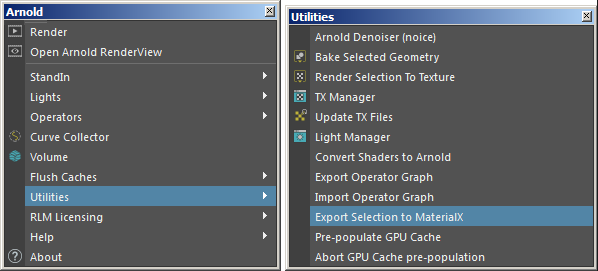 Arnold
Render
Open Arnold RenderView
StandIn
Lights
Operators
Curve Collector
Volume
Flush Caches
Utilities
RLM Licensing
Help
About
Utilities
Arnold Denoiser (noice)
Bake Selected Geometry
Render Selection To Texture
TX Manager
Update TX Files
Light Manager
Convert Shaders to Arnold
Export Operator Graph
Import Operator Graph
Export Selection to MaterialX
Pre-populate GPU Cache
Abort GPU Cache pre-population